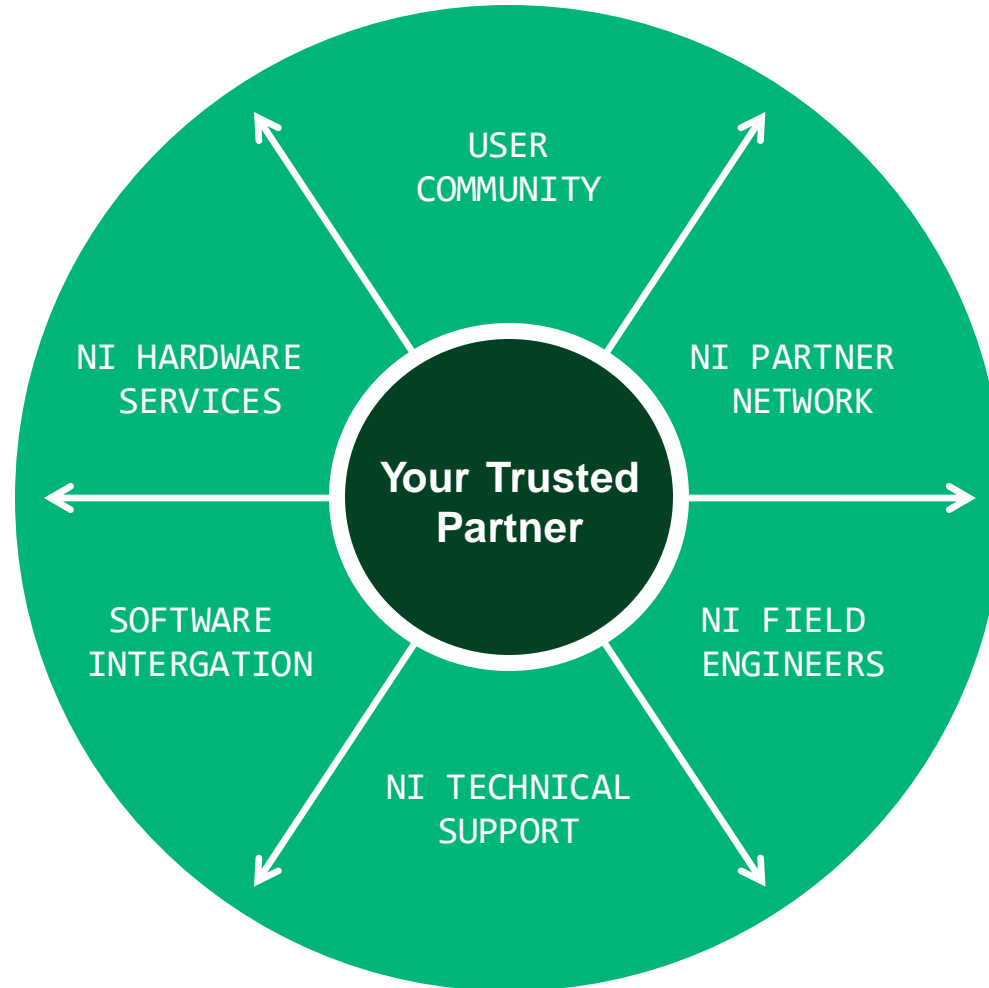 USER
COMMUNITY
NI HARDWARE
SERVICES
NI PARTNER
NETWORK
Your Trusted
Partner
SOFTWARE
INTERGATION
NI FIELD
ENGINEERS
NI TECHNICAL
SUPPORT